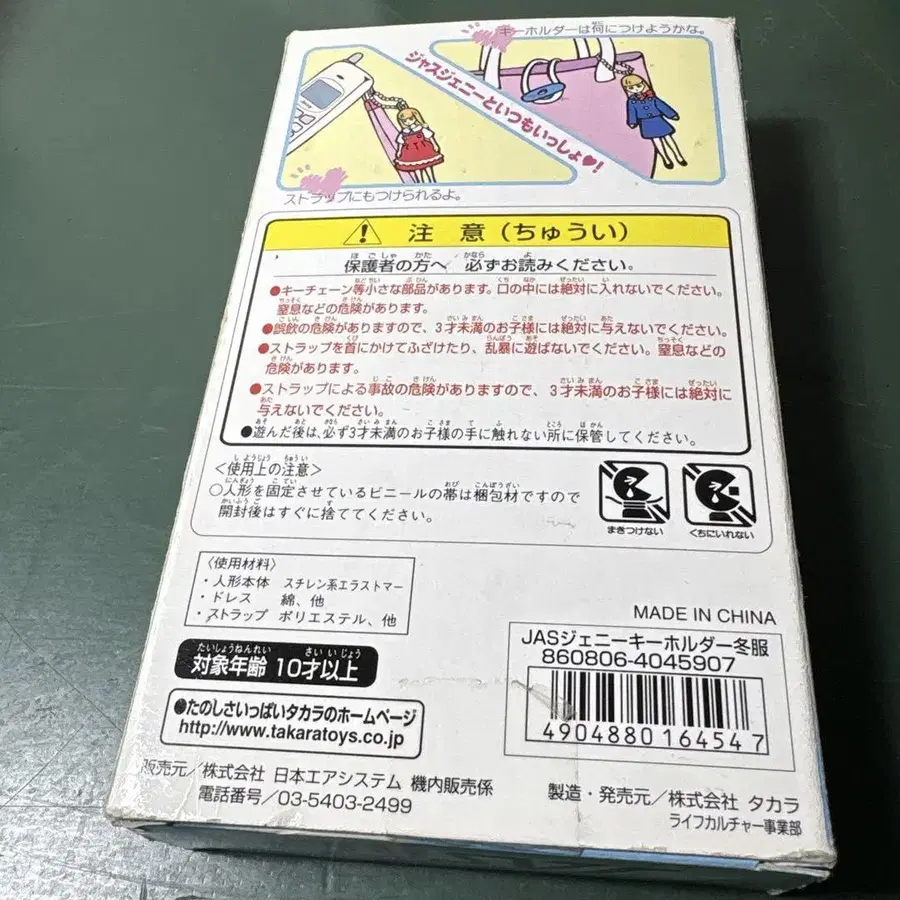 キーホルダーは何につけようかな。
ジャスジェニーといつもいっしょ♥!
ストラップにもつけられるよ。
注 意(ちゅうい)
保護者の方へ 必ずお読みください。
●キーチェーン等小さな部品があります。口の中には絶対に入れないでください。
窒息などの危険があります。
●誤飲の危険がありますので、3才未満のお子様には絶対に与えないでください。
●ストラップを首にかけてふざけたり、乱暴に遊ばないでください。窒息などの
危険があります。
●ストラップによる事故の危険がありますので、3才未満のお子様には絶対に
与えないでください。
●遊んだ後は、必ず3才未満のお子様の手に触れない所に保管してください。
<使用上の注意>
○人形を固定させているビニールの帯は梱包材ですので
開封後はすぐに捨ててください。
まきつけない
くちにいれない
〈使用材料〉
・人形本体 スチレン系エラストマー
・ドレス 綿、他
・ストラップ ポリエステル、他
MADE IN CHINA
JASジェニーキーホルダー冬服
860806-4045907
4904880164547
対象年齢 10才以上
たのしさいっぱいタカラのホームページ
http://www.takaratoys.co.jp
販売元/株式会社 日本エアシステム 機内販売係
電話番号/03-5403-2499
製造・発売元/株式会社 タカラ
ライフカルチャー事業部